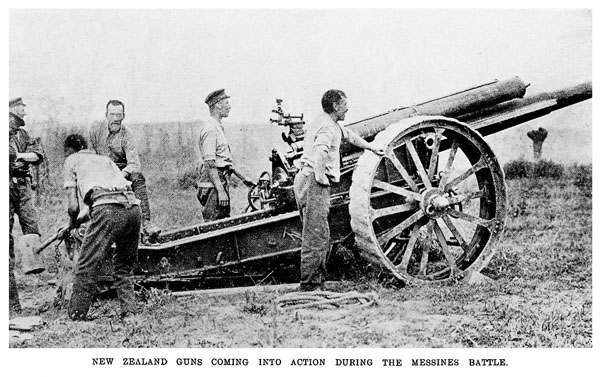 NEW ZEALAND GUNS COMING INTO ACTION DURING THE MESSINES BATTLE.